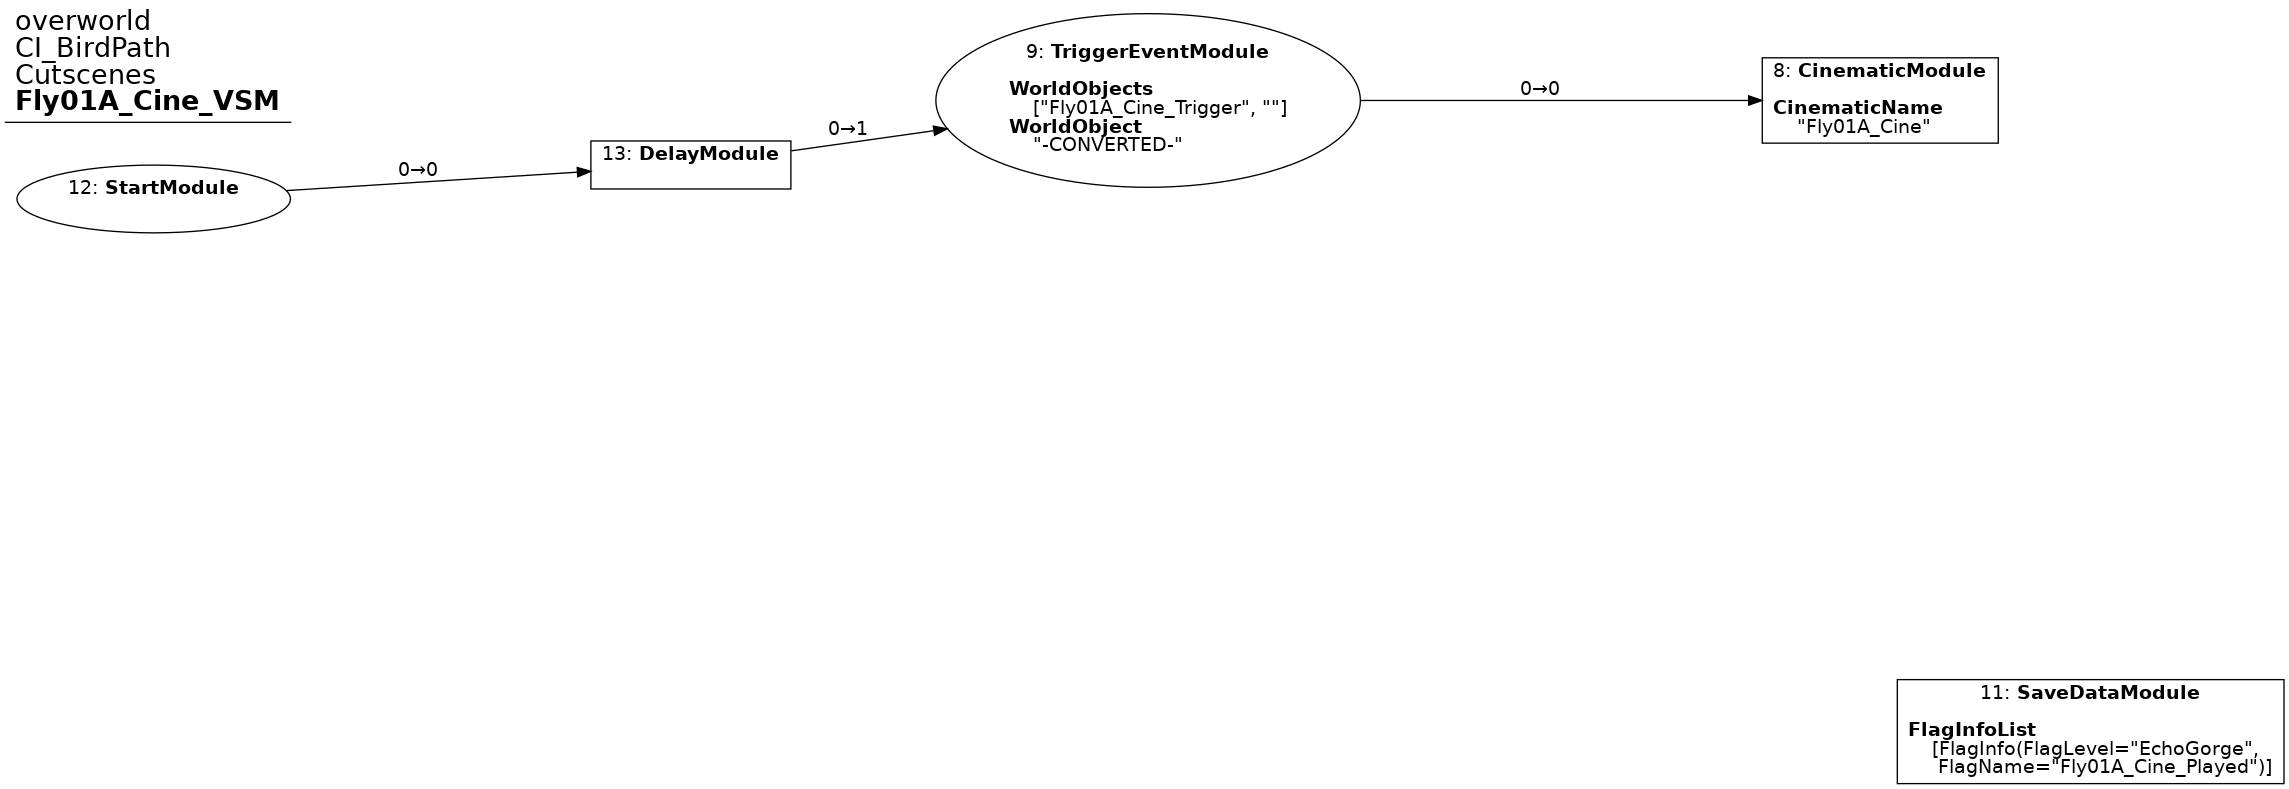 overworld
CI_BirdPath
Cutscenes
Fly01A_Cine_VSM
12: StartModule
0→0
13: DelayModule
0→1
9: TriggerEventModule
WorldObjects
["Fly01A_Cine_Trigger", ""]
WorldObject
"-CONVERTED-"
0→0
8: CinematicModule
CinematicName
"Fly01A_Cine"
11: SaveDataModule
FlagInfoList
[FlagInfo(FlagLevel="EchoGorge",
FlagName="Fly01A_Cine_Played")]